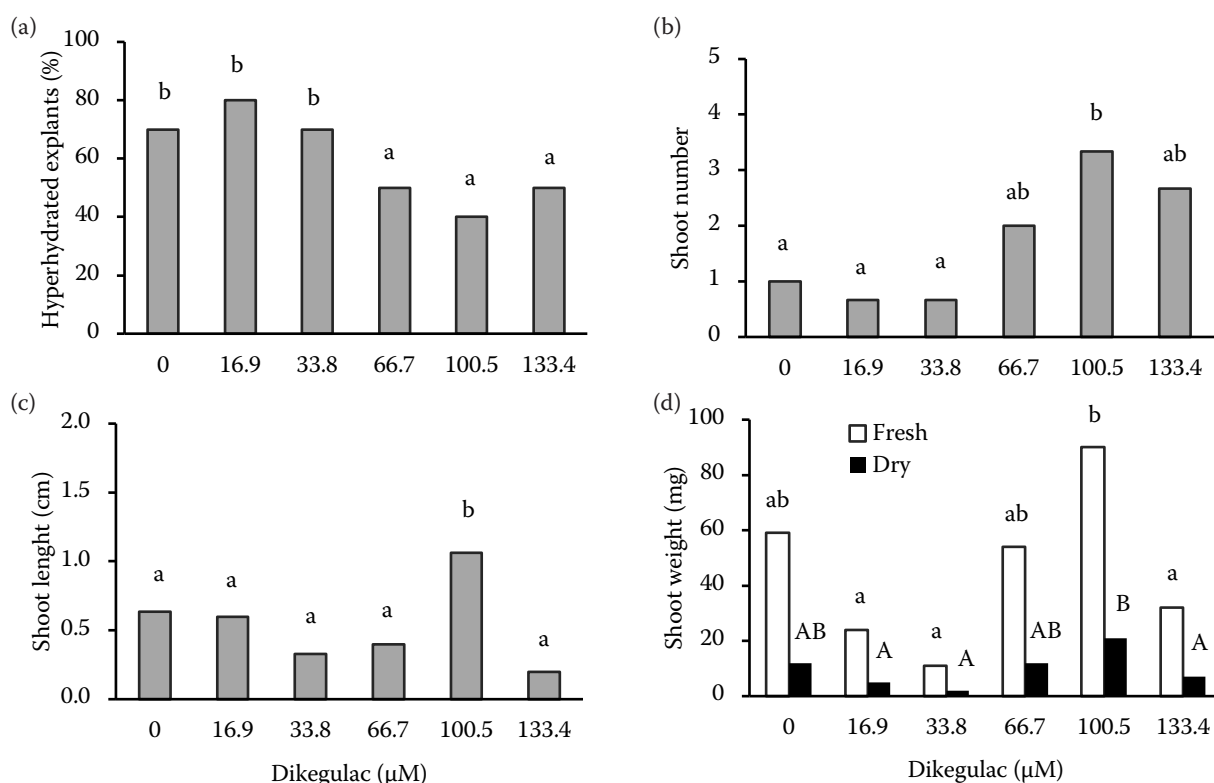 (a)
Hyperhydrated explants (%)
100
80
60
40
20
0
b
b
b
a
a
a
0 16.9 33.8 66.7 100.5 133.4
(b)
Shoot number
5
4
3
2
1
0
a
a
a
ab
b
ab
0 16.9 33.8 66.7 100.5 133.4
(c)
Shoot lenght (cm)
2.0
1.5
1.0
0.5
0.0
a
a
a
a
b
a
0 16.9 33.8 66.7 100.5 133.4
Dikegulac (μM)
(d)
Shoot weight (mg)
100
80
60
40
20
0
Fresh
Dry
ab
AB
a
A
a
A
ab
AB
b
B
a
A
0 16.9 33.8 66.7 100.5 133.4
Dikegulac (μM)